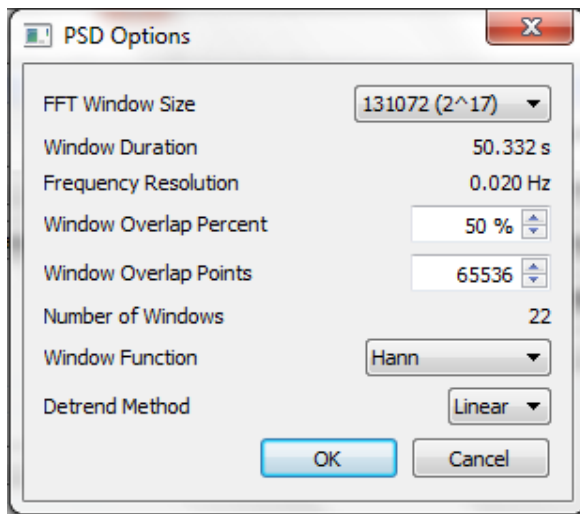 PSD Options
FFT Window Size 131072 (2^17)
Window Duration 50.332 s
Frequency Resolution 0.020 Hz
Window Overlap Percent 50 %
Window Overlap Points 65536
Number of Windows 22
Window Function Hann
Detrend Method Linear
OK Cancel